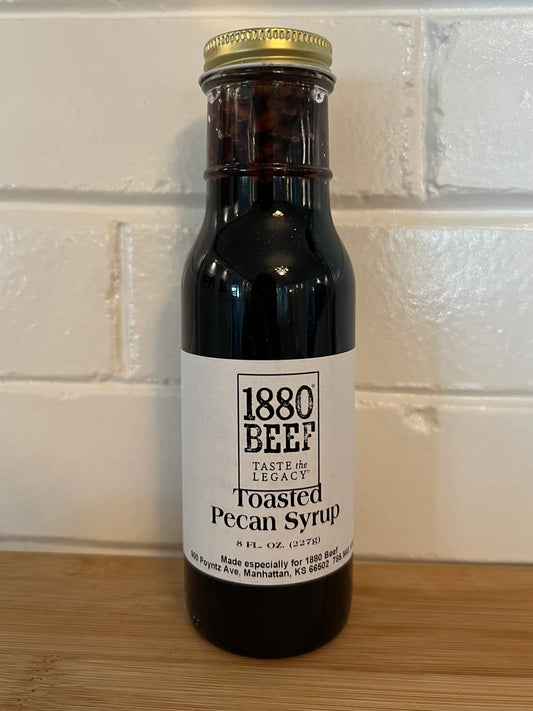 1880®
BEEF
TASTE the
LEGACY™
Toasted
Pecan Syrup
8 FL. OZ. (227g)
Made especially for 1880 Beef
900 Poyntz Ave, Manhattan, KS 66502